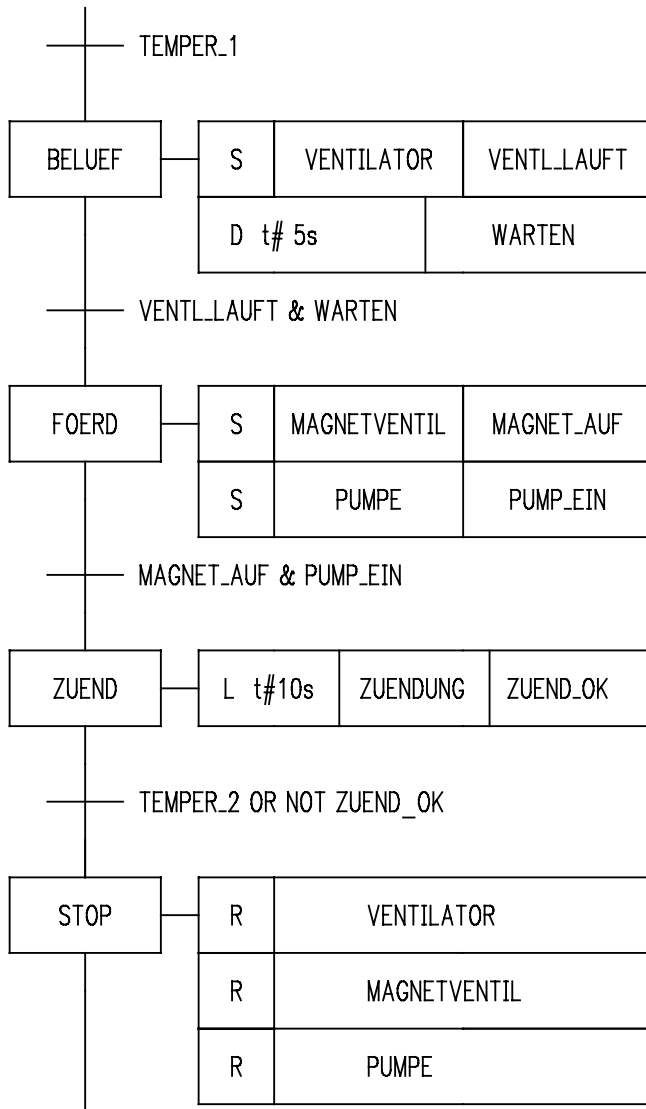 TEMPER_1
BELUEF S VENTILATOR VENTL_LAUFT
D t# 5s WARTEN
VENTL_LAUFT & WARTEN
FOERD S MAGNETVENTIL MAGNET_AUF
S PUMPE PUMP_EIN
MAGNET_AUF & PUMP_EIN
ZUEND L t#10s ZUENDUNG ZUEND_OK
TEMPER_2 OR NOT ZUEND_OK
STOP R VENTILATOR
R MAGNETVENTIL
R PUMPE